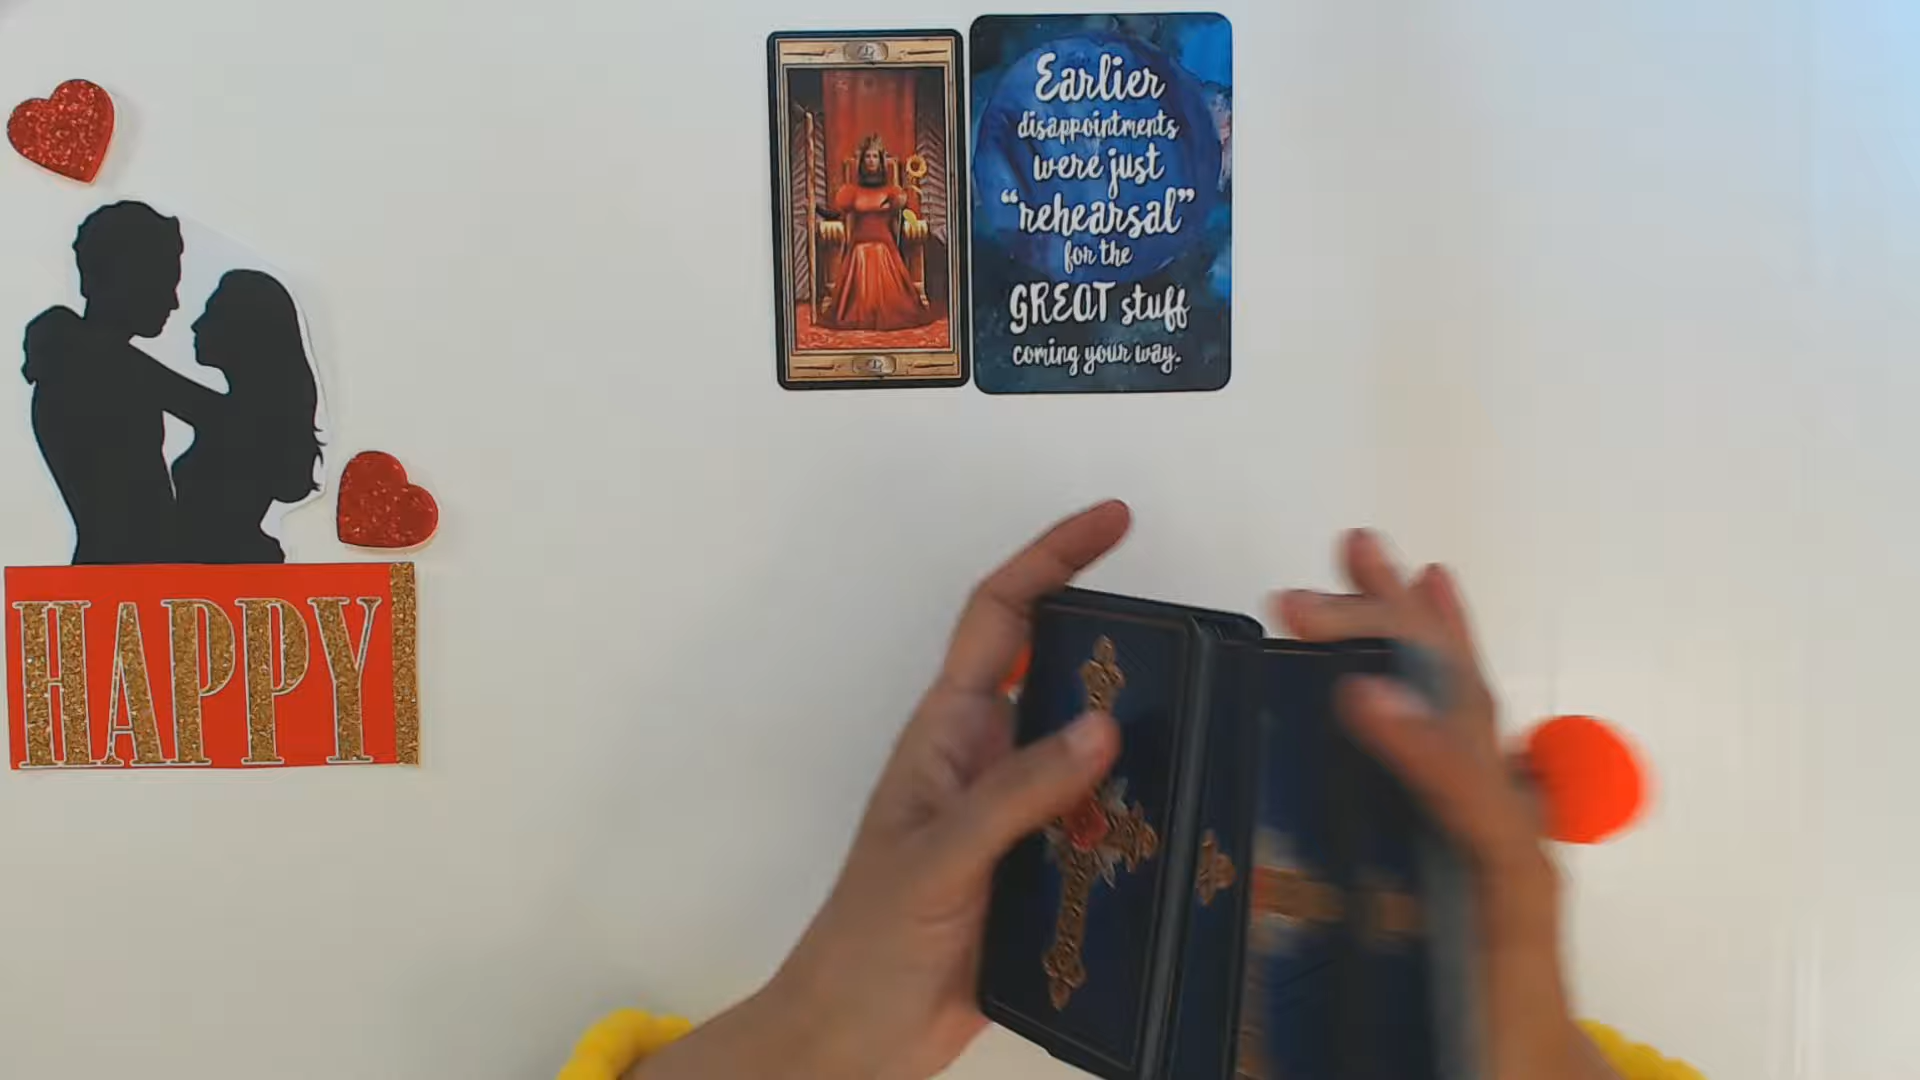 Earlier
disappointments
were just
“rehearsal”
for the
GREAT stuff
coming your way.
HAPPY